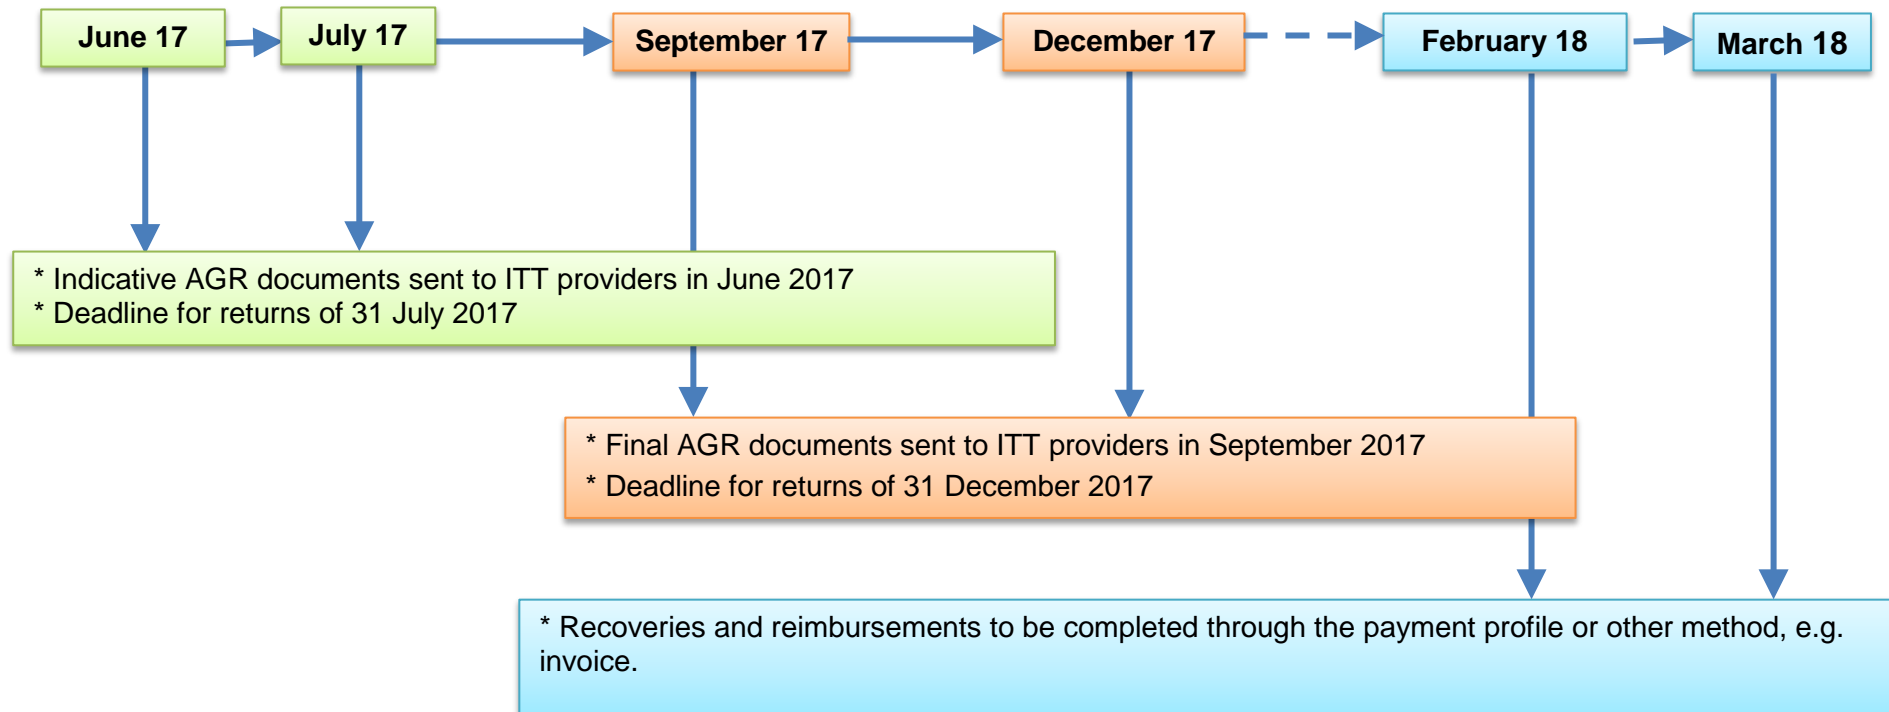 June 17
July 17
September 17
December 17
February 18
March 18
* Indicative AGR documents sent to ITT providers in June 2017
* Deadline for returns of 31 July 2017
* Final AGR documents sent to ITT providers in September 2017
* Deadline for returns of 31 December 2017
* Recoveries and reimbursements to be completed through the payment profile or other method, e.g.
invoice.